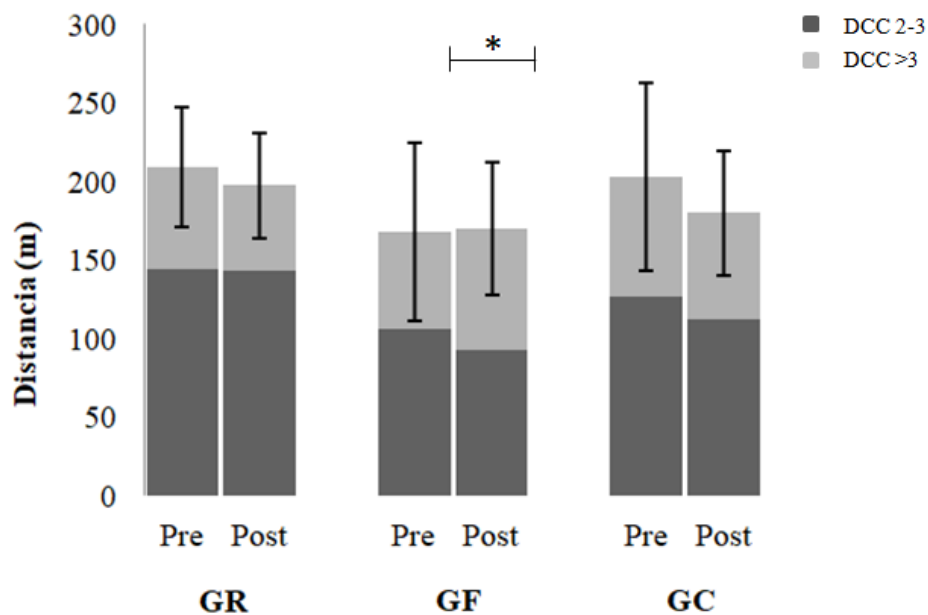 DCC 2-3
DCC >3
*
Distancia (m)
300
250
200
150
100
50
0
Pre Post Pre Post Pre Post
GR GF GC